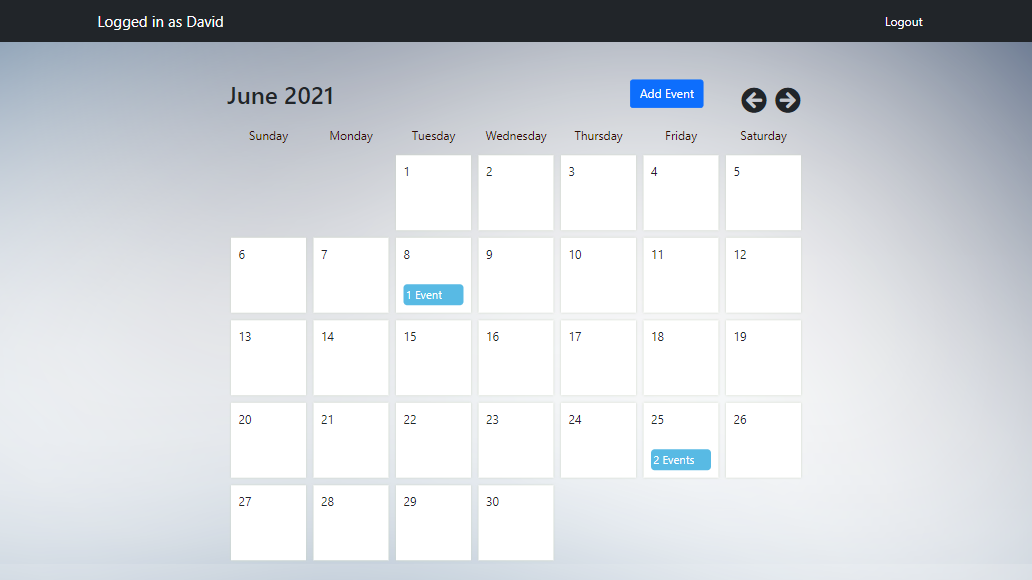 Logged in as David Logout
June 2021 Add Event
Sunday Monday Tuesday Wednesday Thursday Friday Saturday
1 2 3 4 5
6 7 8 9 10 11 12
1 Event
13 14 15 16 17 18 19
20 21 22 23 24 25 26
2 Events
27 28 29 30